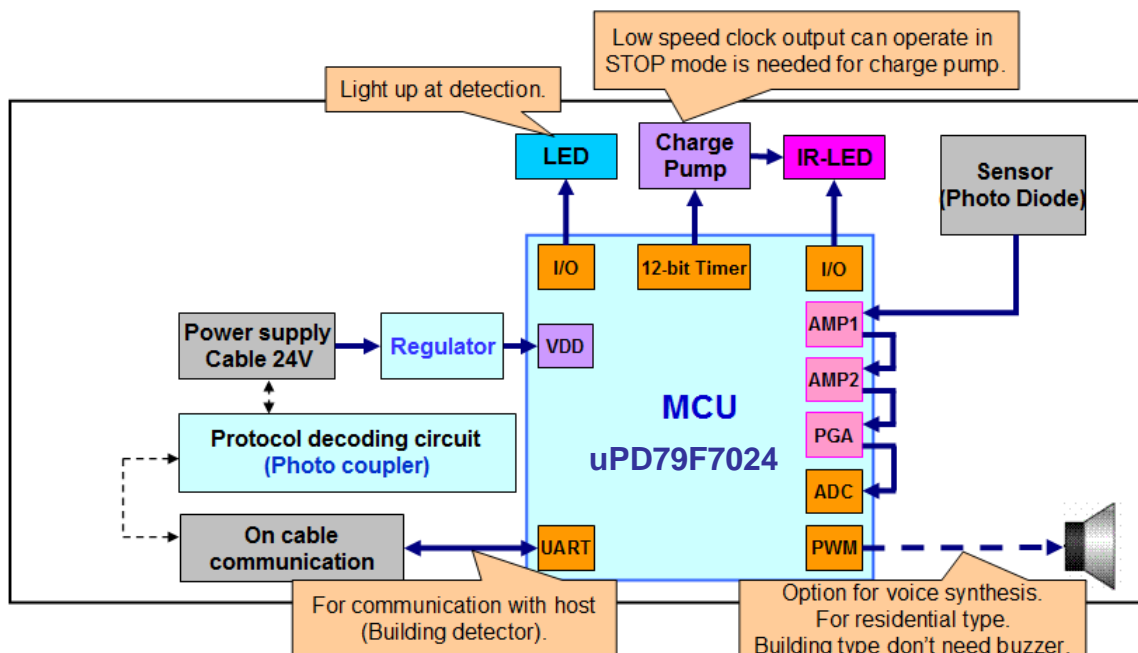 Low speed clock output can operate in
STOP mode is needed for charge pump.
Light up at detection.
LED
Charge
Pump
IR-LED
Sensor
(Photo Diode)
I/O
12-bit Timer
I/O
AMP1
Power supply
Cable 24V
Regulator
VDD
AMP2
MCU
uPD79F7024
PGA
Protocol decoding circuit
(Photo coupler)
ADC
On cable
communication
UART
PWM
For communication with host
(Building detector).
Option for voice synthesis.
For residential type.
Building type don't need buzzer.